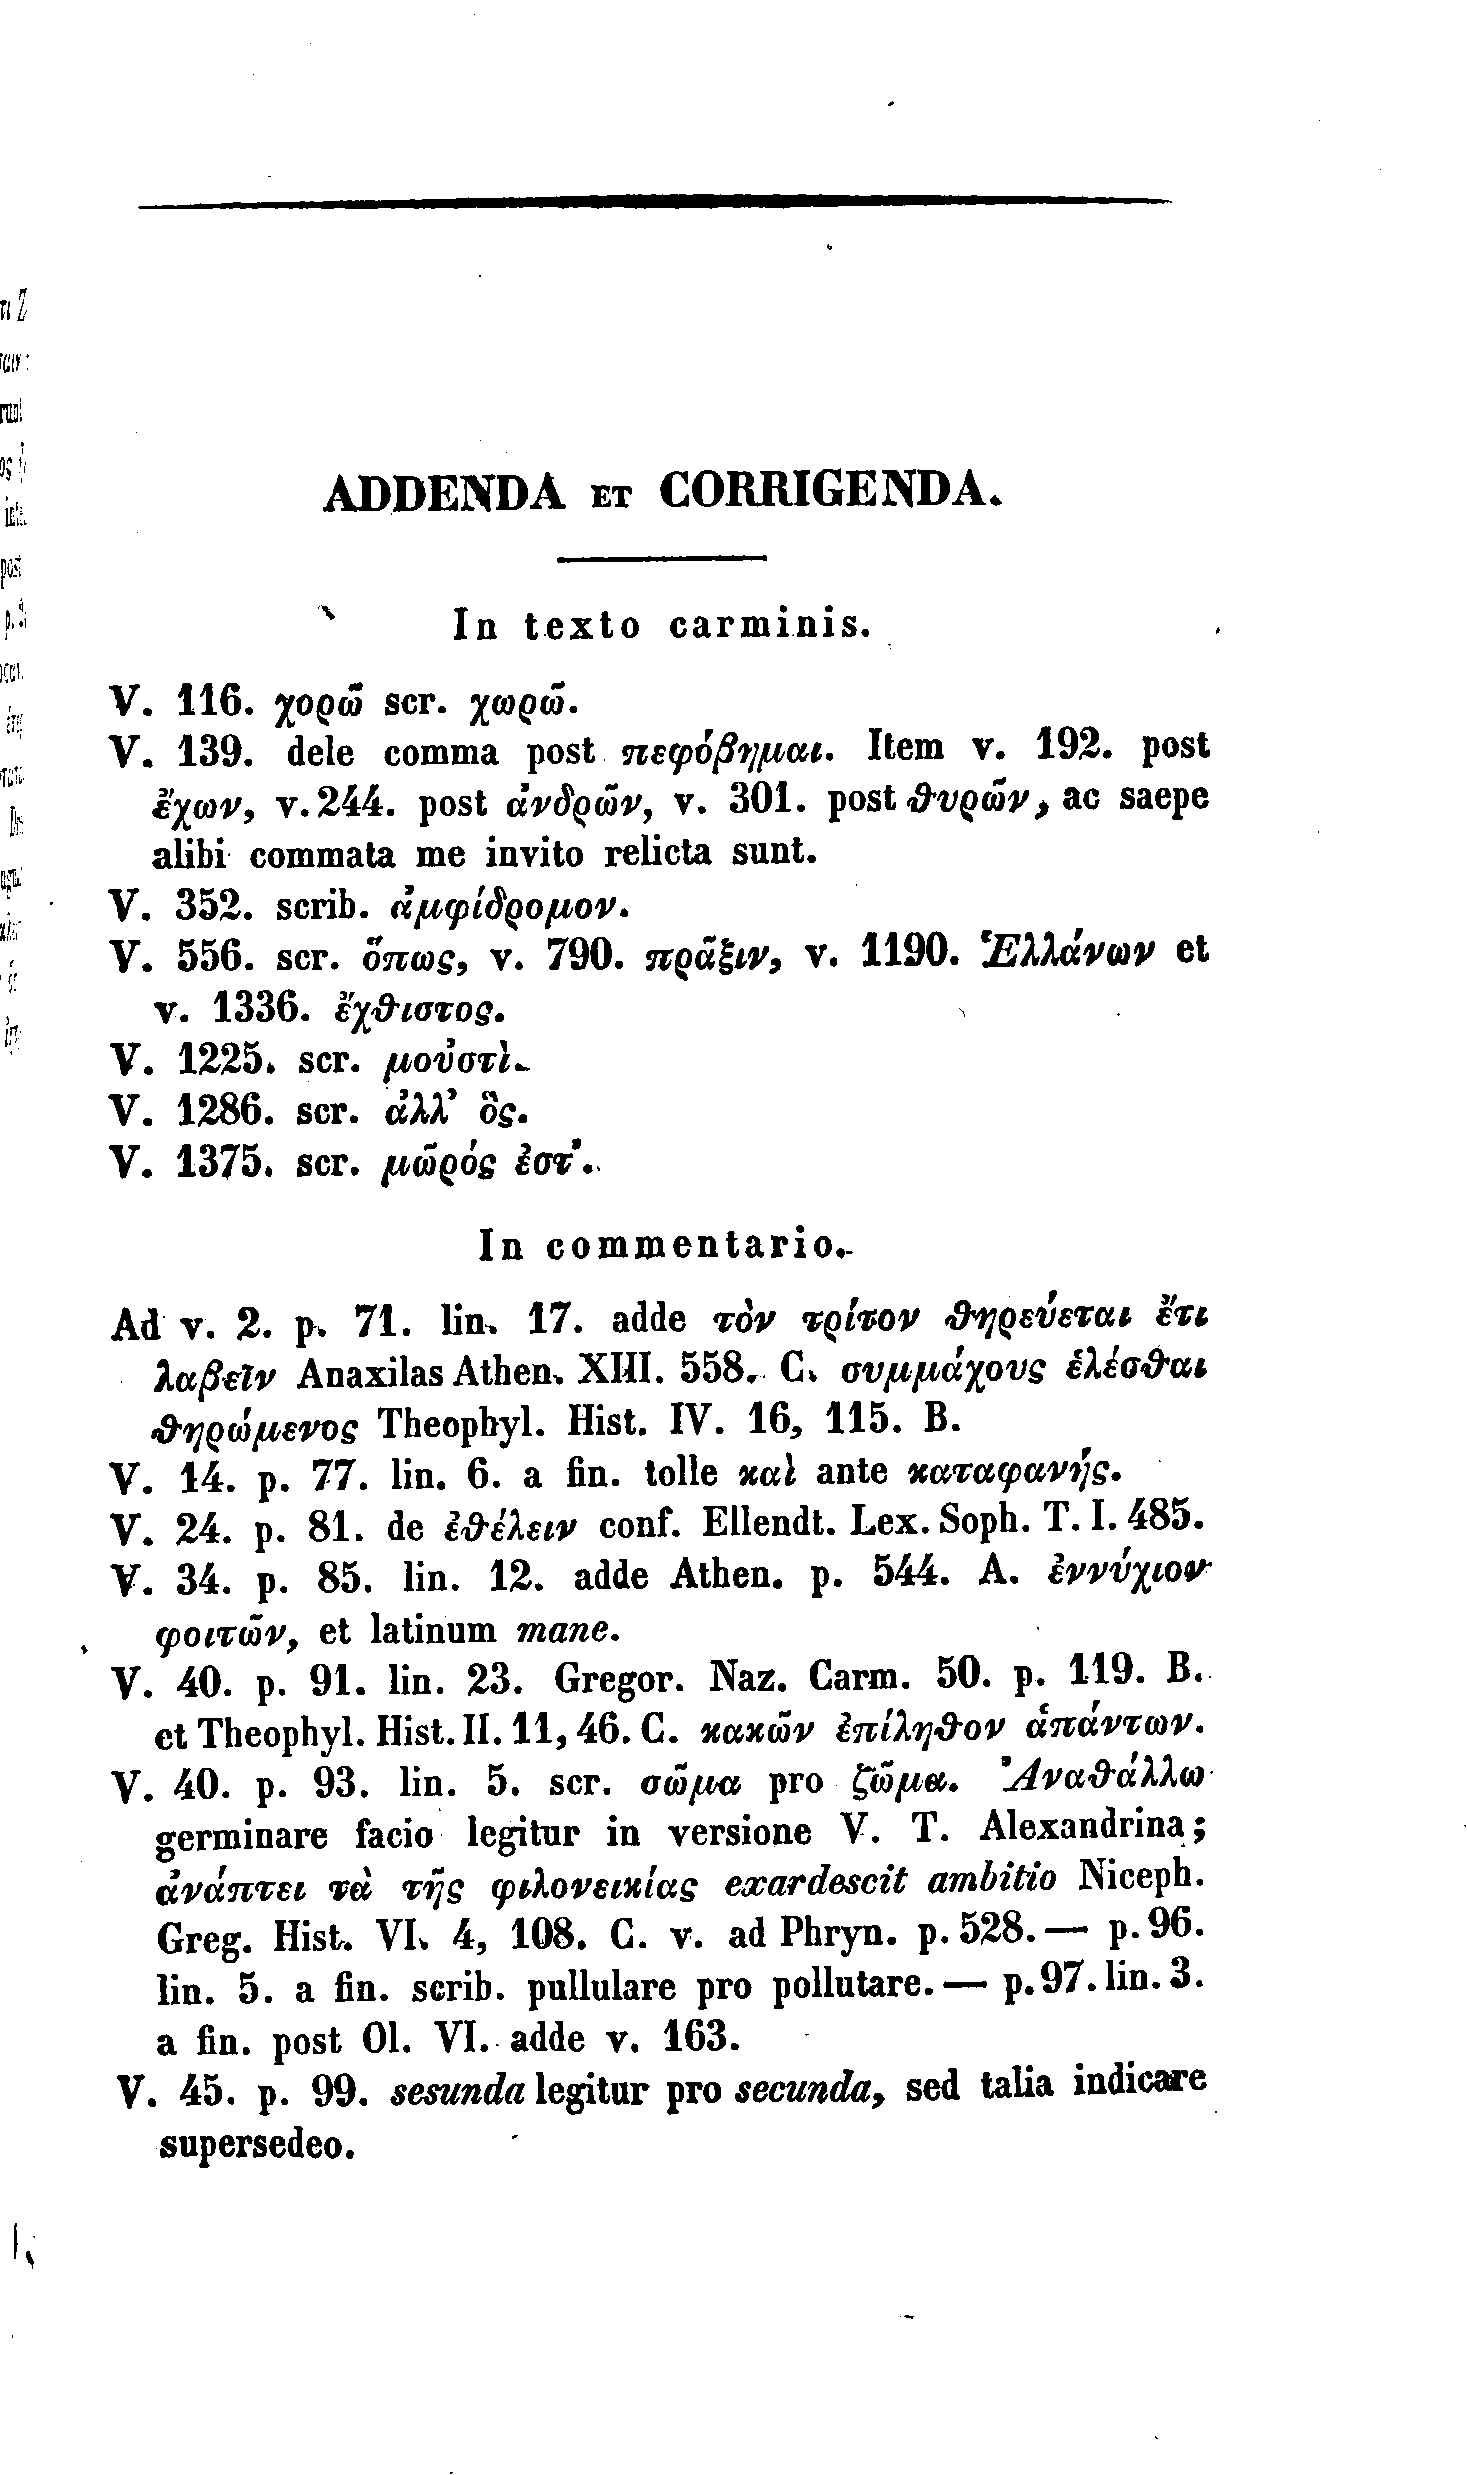 ADDENDA ET CORRIGENDA.
In texto carminis.
V. 116. χορῶ scr. χωρῶ.
V. 139. dele comma post πεφόβημαι. Item v. 192. post
ἔχων, v. 244. post ἀνδρῶν, v. 301. post θυρῶν, ac saepe
alibi commata me invito relicta sunt.
V. 352. scrib. ἀμφίδρομον.
V. 556. scr. ὅπως, v. 790. πρᾶξιν, v. 1190. Ἑλλάνων et
v. 1336. ἔχθιστος.
V. 1225. scr. μοὐστὶ.
V. 1286. scr. ἀλλ' ὃς.
V. 1375. scr. μῶρός ἐστ'.
In commentario.
Ad v. 2. p. 71. lin. 17. adde τὸν τρίτον θηρεύεται ἔτι
λαβεῖν Anaxilas Athen. XIII. 558. C. συμμάχους ἑλέσθαι
θηρώμενος Theophyl. Hist. IV. 16, 115. B.
V. 14. p. 77. lin. 6. a fin. tolle καὶ ante καταφανής.
V. 24. p. 81. de ἐθέλειν conf. Ellendt. Lex. Soph. T. I. 485.
V. 34. p. 85. lin. 12. adde Athen. p. 544. A. ἐννύχιον
φοιτῶν, et latinum mane.
V. 40. p. 91. lin. 23. Gregor. Naz. Carm. 50. p. 119. B.
et Theophyl. Hist. II. 11, 46. C. κακῶν ἐπίληθον ἁπάντων.
V. 40. p. 93. lin. 5. scr. σῶμα pro ζῶμα. Ἀναθάλλω
germinare facio legitur in versione V. T. Alexandrina;
ἀνάπτει τὰ τῆς φιλονεικίας exardescit ambitio Niceph.
Greg. Hist. VI. 4, 108. C. v. ad Phryn. p. 528. — p. 96.
lin. 5. a fin. scrib. pullulare pro pollutare. — p. 97. lin. 3.
a fin. post Ol. VI. adde v. 163.
V. 45. p. 99. sesunda legitur pro secunda, sed talia indicare
supersedeo.